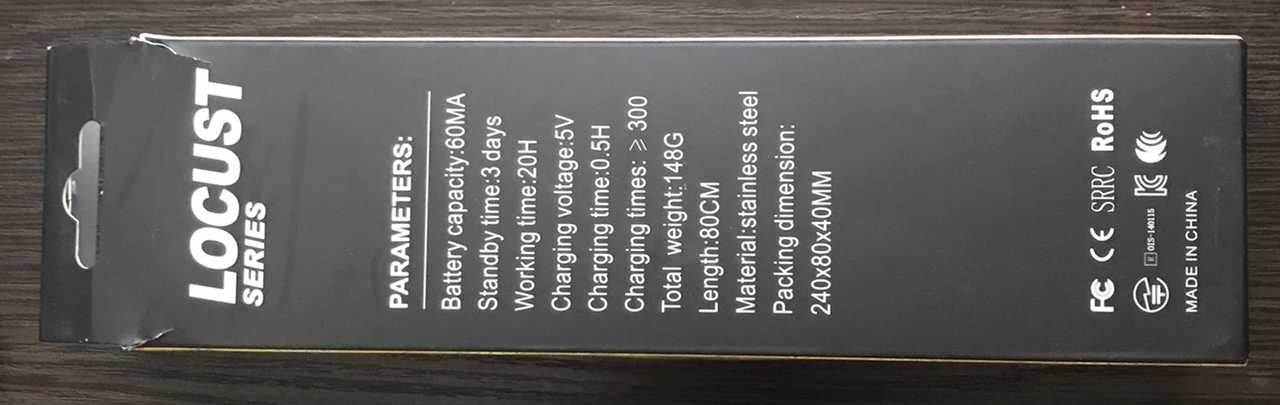 LOCUST
SERIES
PARAMETERS:
Battery capacity:60MA
Standby time:3 days
Working time:20H
Charging voltage:5V
Charging time:0.5H
Charging times: ⩾ 300
Total weight:148G
Length:80CM
Material:stainless steel
Packing dimension:
240x80x40MM
FC CE SRRC RoHS
R 015-140115
MADE IN CHINA